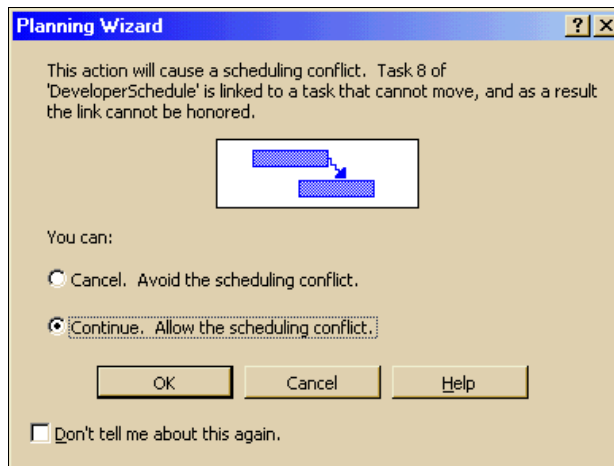 Planning Wizard
This action will cause a scheduling conflict. Task 8 of
'DeveloperSchedule' is linked to a task that cannot move, and as a result
the link cannot be honored.
You can:
Cancel. Avoid the scheduling conflict.
Continue. Allow the scheduling conflict.
OK Cancel Help
Don't tell me about this again.